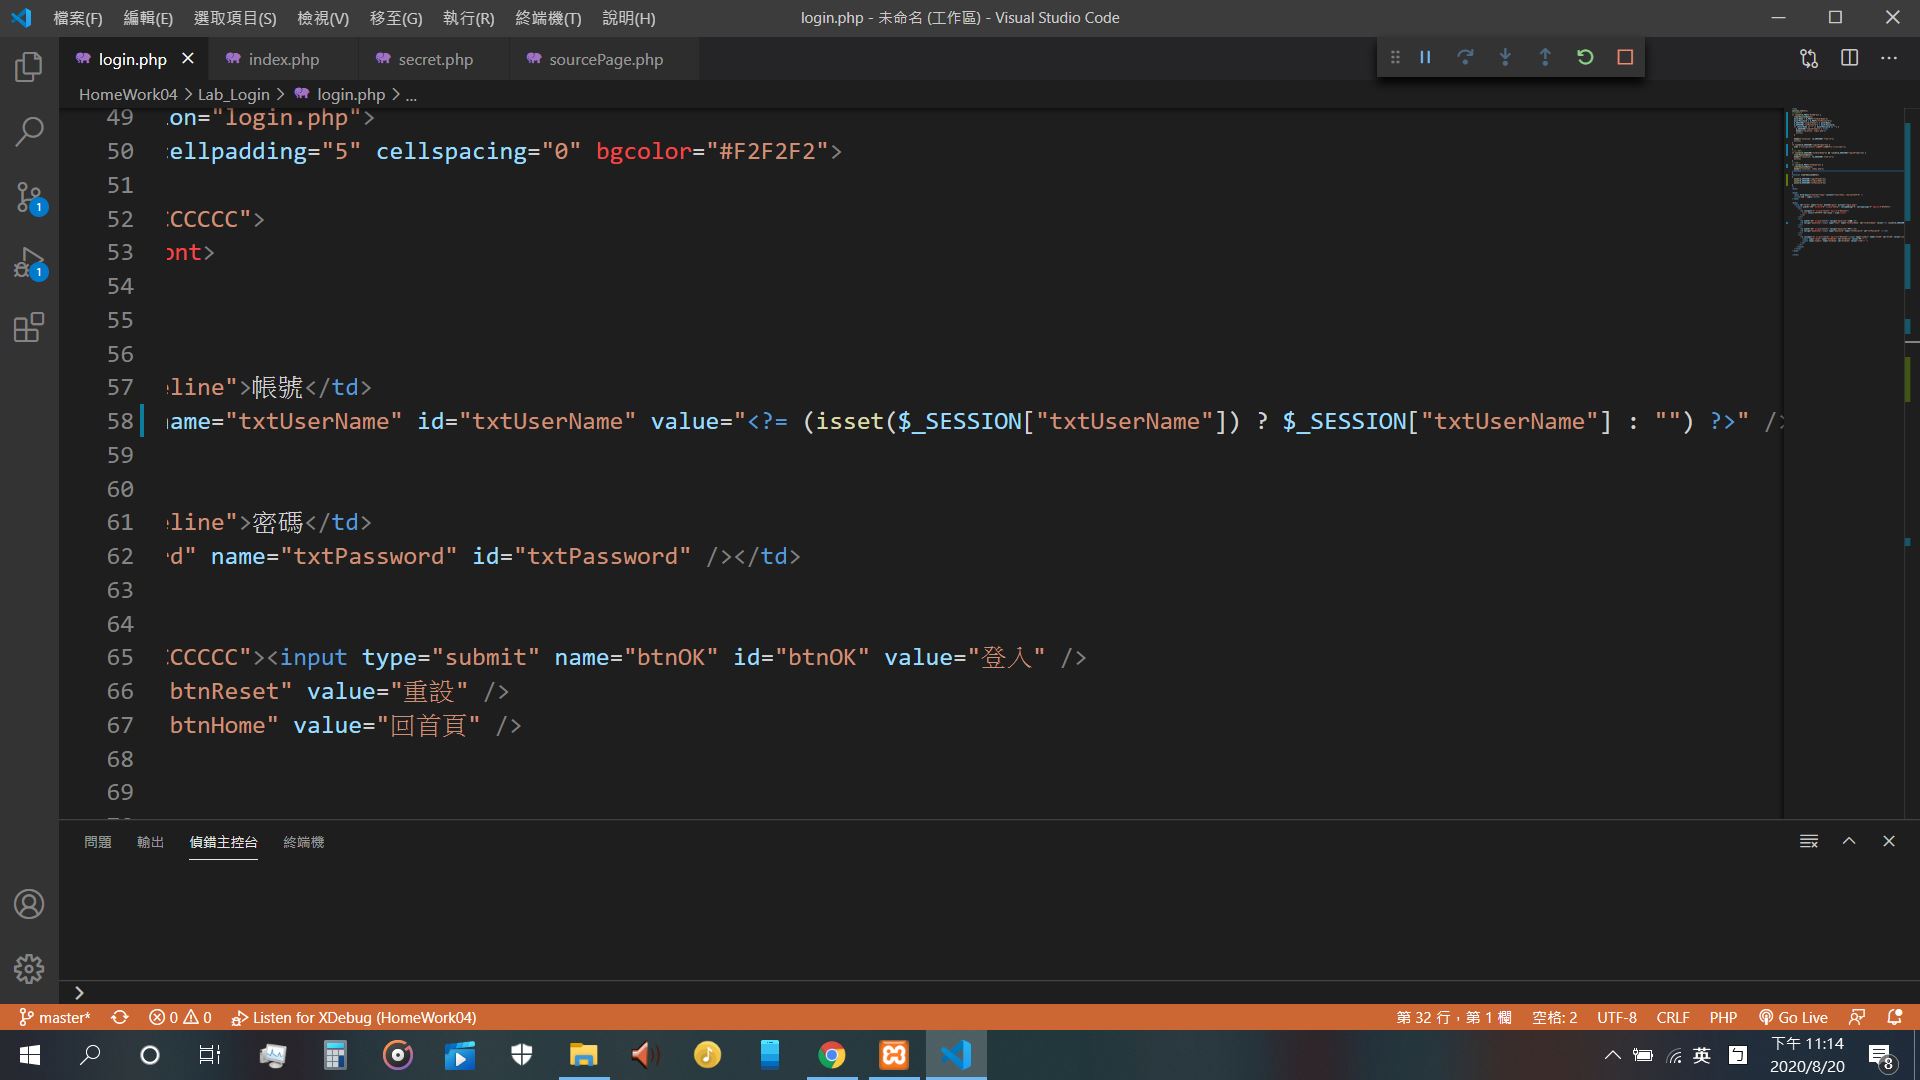 檔案(F) 編輯(E) 選取項目(S) 檢視(V) 移至(G) 執行(R) 終端機(T) 說明(H) login.php - 未命名 (工作區) - Visual Studio Code
login.php index.php secret.php sourcePage.php
HomeWork04 > Lab_Login > login.php > ...
49 ion="login.php">
50 cellpadding="5" cellspacing="0" bgcolor="#F2F2F2">
51
52 CCCCCC">
53 ont>
54
55
56
57 eline">帳號</td>
58 name="txtUserName" id="txtUserName" value="<?= (isset($_SESSION["txtUserName"]) ? $_SESSION["txtUserName"] : "") ?>" />
59
60
61 eline">密碼</td>
62 rd" name="txtPassword" id="txtPassword" /></td>
63
64
65 CCCCCC"><input type="submit" name="btnOK" id="btnOK" value="登入" />
66 btnReset" value="重設" />
67 btnHome" value="回首頁" />
68
69
問題 輸出 偵錯主控台 終端機
master* 0 0 Listen for XDebug (HomeWork04) 第 32 行，第 1 欄 空格: 2 UTF-8 CRLF PHP Go Live
英 下午 11:14
2020/8/20 8